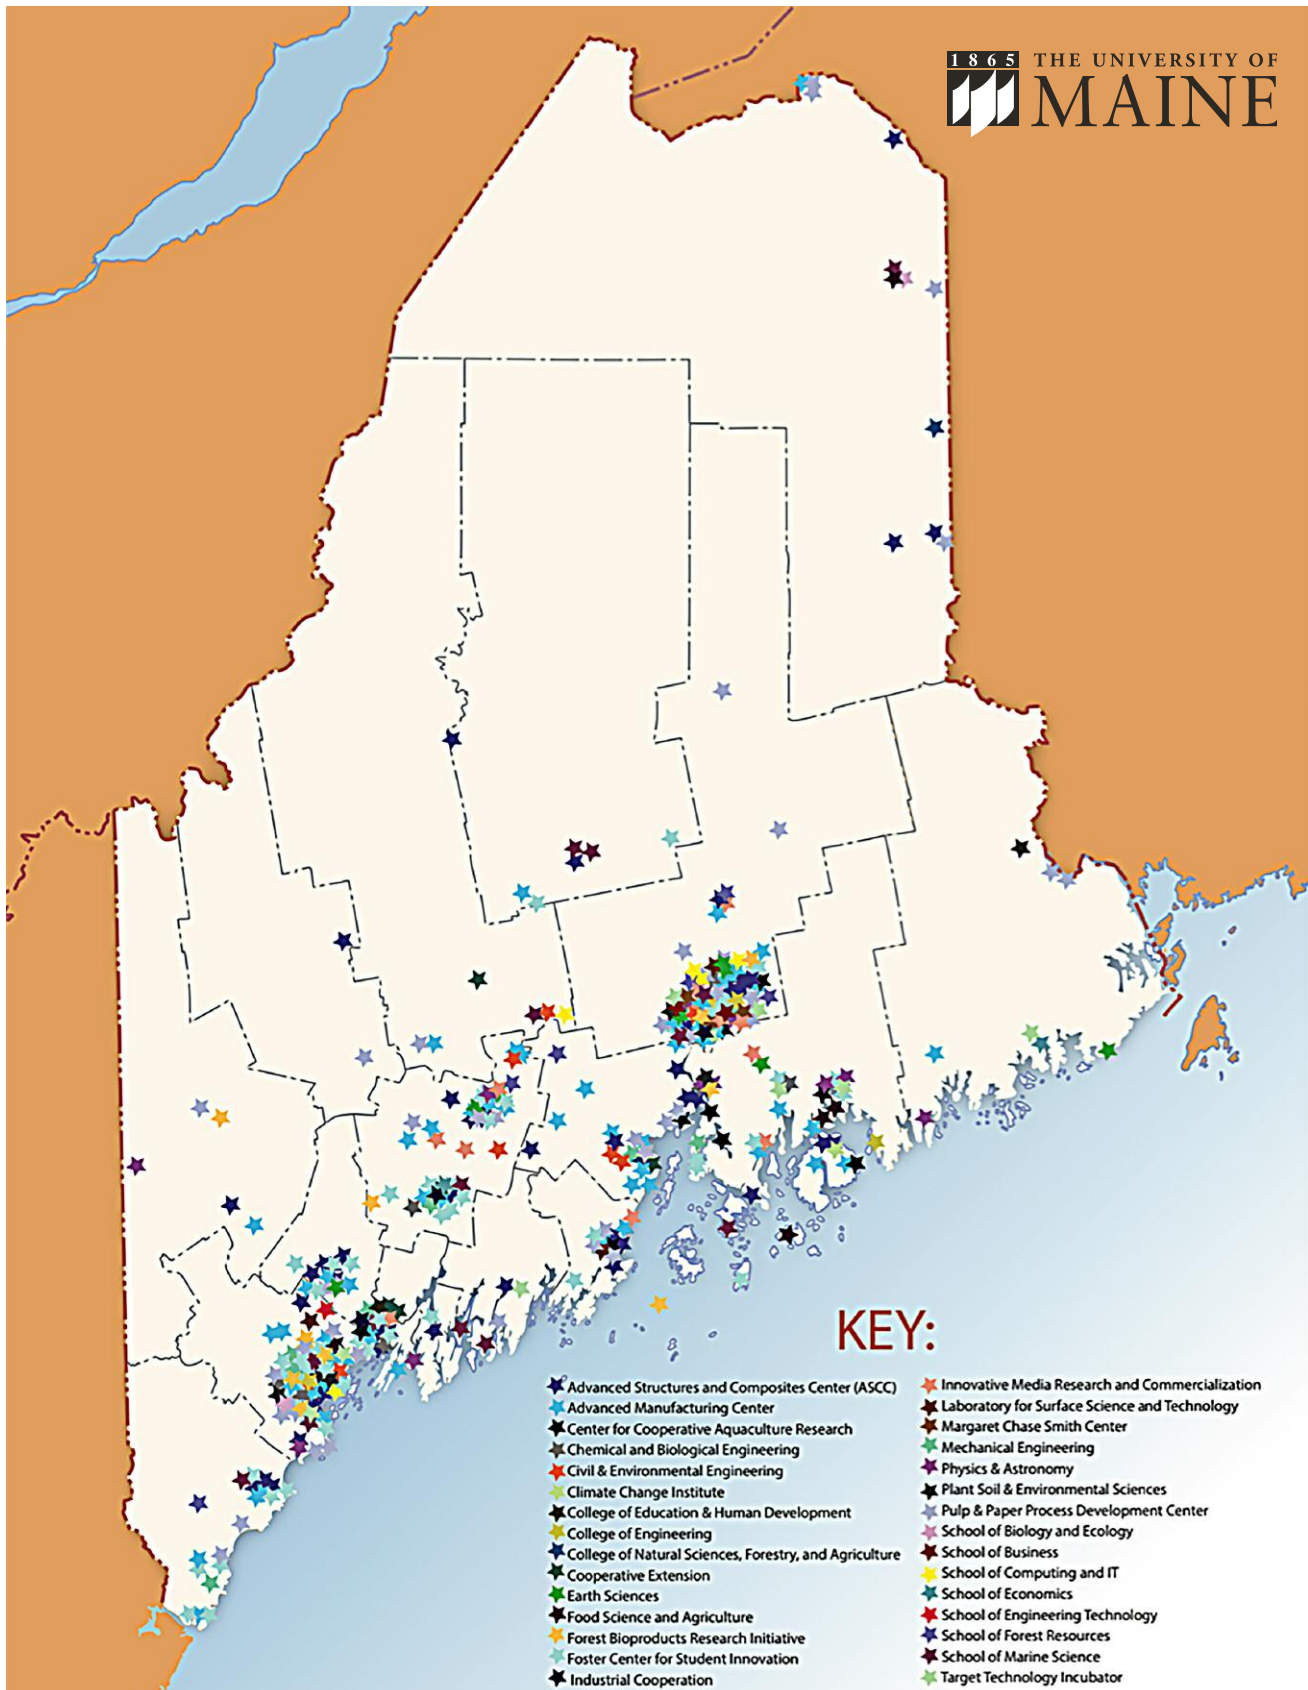 1865 THE UNIVERSITY OF
MAINE
KEY:
Advanced Structures and Composites Center (ASCC)
Advanced Manufacturing Center
Center for Cooperative Aquaculture Research
Chemical and Biological Engineering
Civil & Environmental Engineering
Climate Change Institute
College of Education & Human Development
College of Engineering
College of Natural Sciences, Forestry, and Agriculture
Cooperative Extension
Earth Sciences
Food Science and Agriculture
Forest Bioproducts Research Initiative
Foster Center for Student Innovation
Industrial Cooperation
Innovative Media Research and Commercialization
Laboratory for Surface Science and Technology
Margaret Chase Smith Center
Mechanical Engineering
Physics & Astronomy
Plant Soil & Environmental Sciences
Pulp & Paper Process Development Center
School of Biology and Ecology
School of Business
School of Computing and IT
School of Economics
School of Engineering Technology
School of Forest Resources
School of Marine Science
Target Technology Incubator